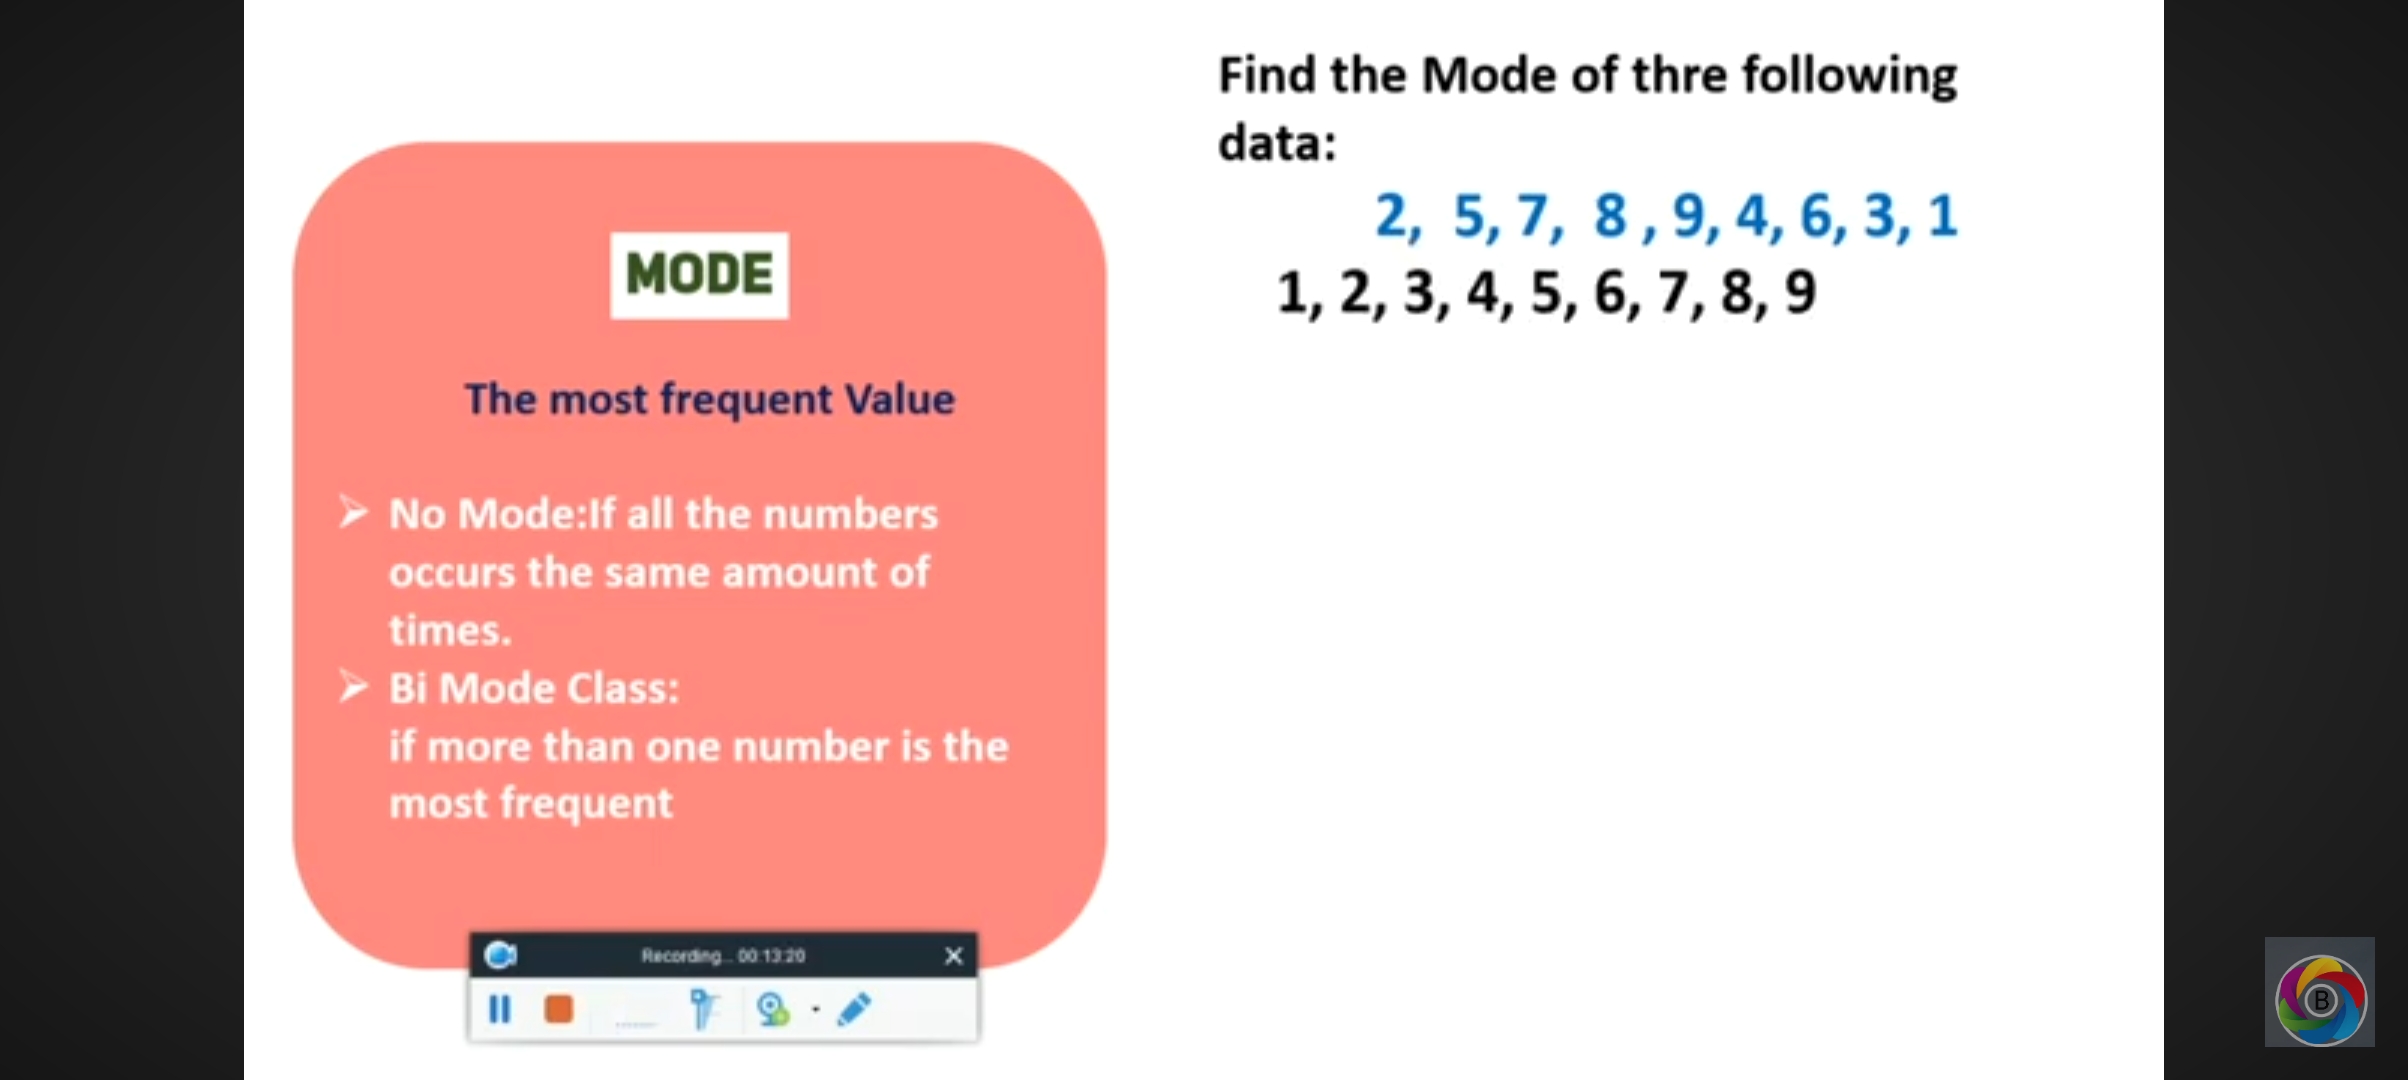 MODE
The most frequent Value
➢ No Mode:If all the numbers
occurs the same amount of
times.
➢ Bi Mode Class:
if more than one number is the
most frequent
Find the Mode of thre following
data:
2, 5, 7, 8 , 9, 4, 6, 3, 1
1, 2, 3, 4, 5, 6, 7, 8, 9
Recording... 00:13:20
B